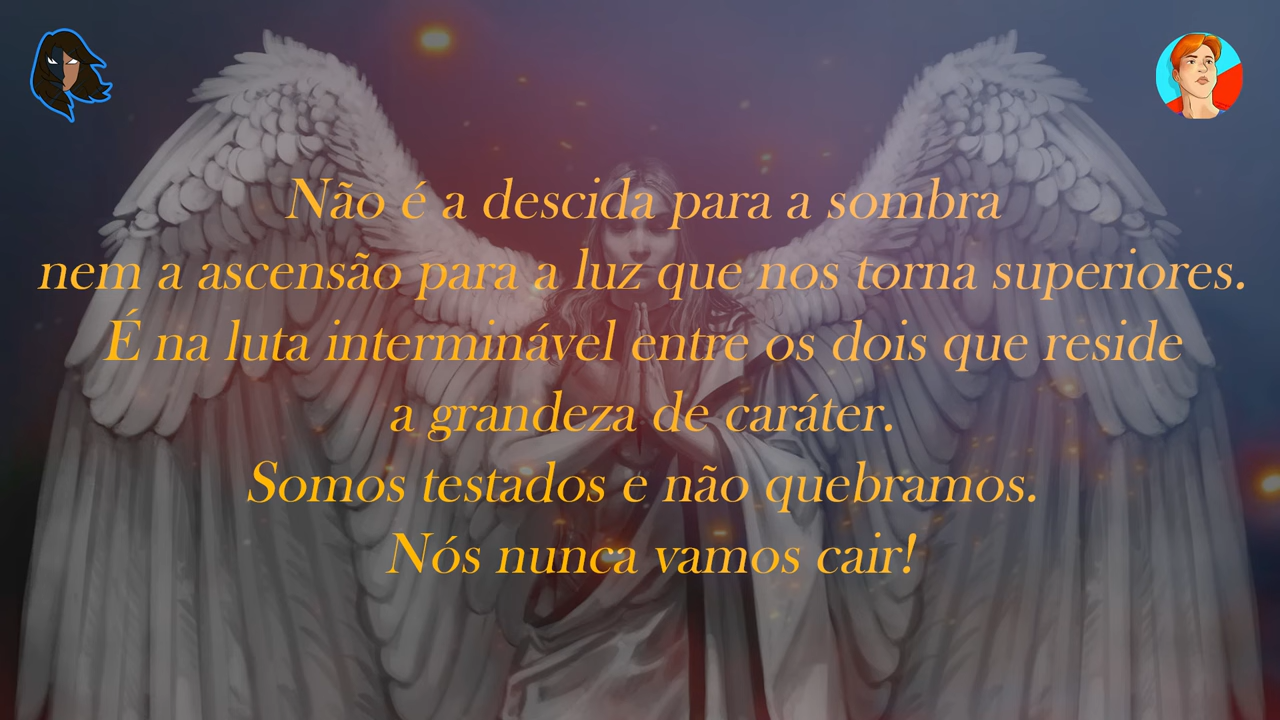 Não é a descida para a sombra
nem a ascensão para a luz que nos torna superiores.
É na luta interminável entre os dois que reside
a grandeza de caráter.
Somos testados e não quebramos.
Nós nunca vamos cair!